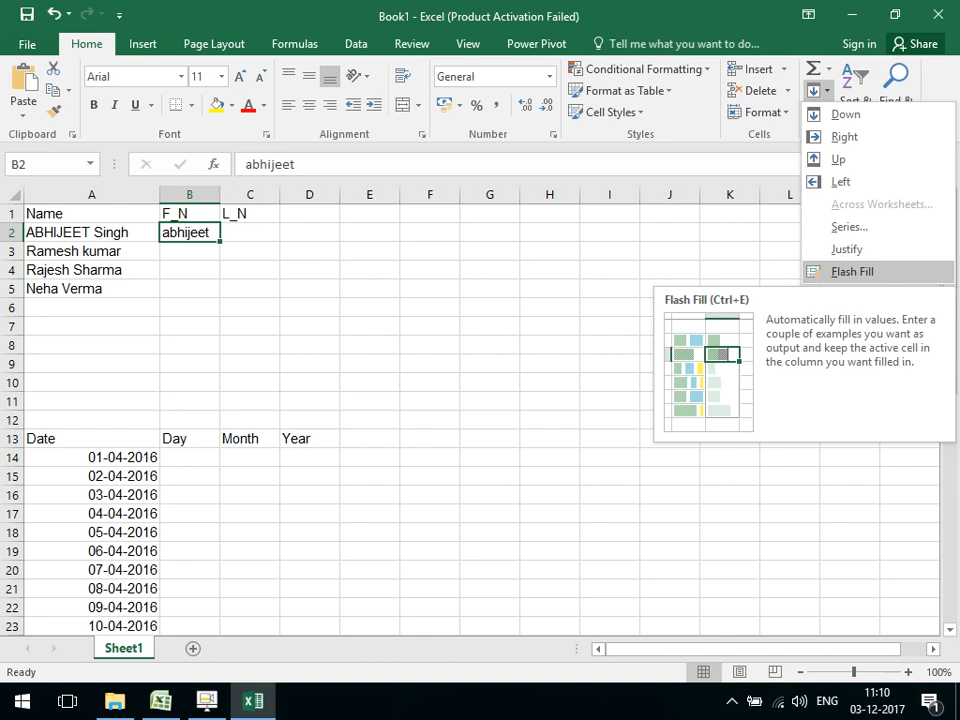 Book1 - Excel (Product Activation Failed)
File Home Insert Page Layout Formulas Data Review View Power Pivot Tell me what you want to do... Sign in Share
Paste
Arial 11
B I U
General
%
Conditional Formatting
Format as Table
Cell Styles
Insert
Delete
Format
Clipboard Font Alignment Number Styles Cells
Down
Right
Up
Left
Across Worksheets...
Series...
Justify
Flash Fill
Flash Fill (Ctrl+E)
Automatically fill in values. Enter a
couple of examples you want as
output and keep the active cell in
the column you want filled in.
B2 fx abhijeet
A B C D E F G H I J K L
1 Name F_N L_N
2 ABHIJEET Singh abhijeet
3 Ramesh kumar
4 Rajesh Sharma
5 Neha Verma
6
7
8
9
10
11
12
13 Date Day Month Year
14 01-04-2016
15 02-04-2016
16 03-04-2016
17 04-04-2016
18 05-04-2016
19 06-04-2016
20 07-04-2016
21 08-04-2016
22 09-04-2016
23 10-04-2016
Sheet1
Ready 100%
ENG 11:10
03-12-2017
1